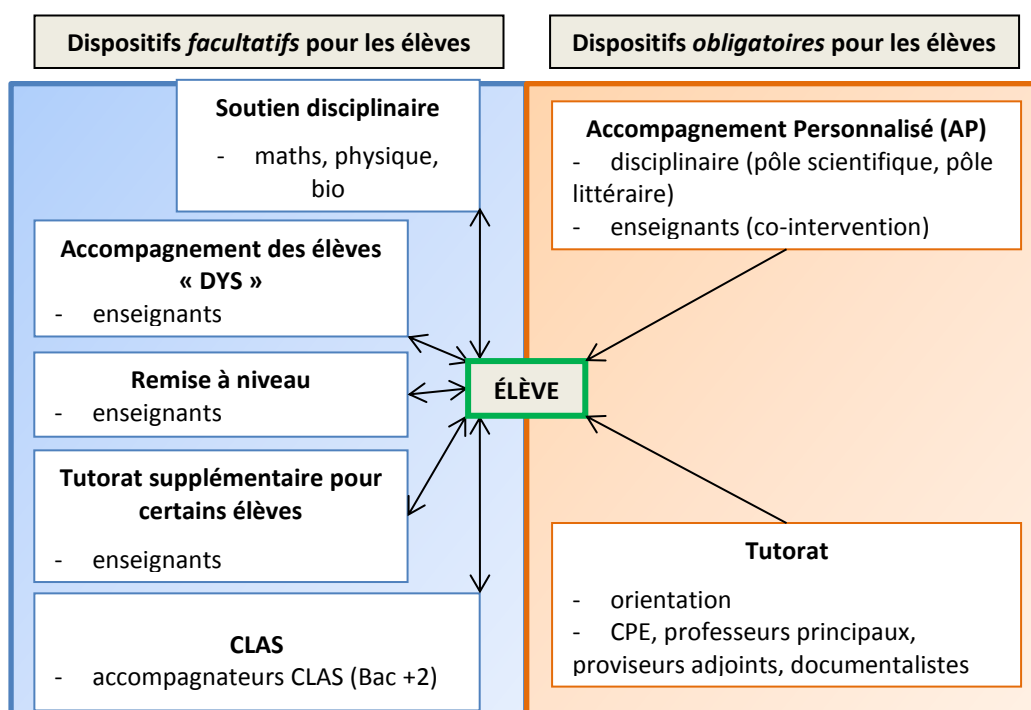 Dispositifs facultatifs pour les élèves
Soutien disciplinaire
- maths, physique,
bio
Accompagnement des élèves
« DYS »
- enseignants
Remise à niveau
- enseignants
Tutorat supplémentaire pour
certains élèves
- enseignants
CLAS
- accompagnateurs CLAS (Bac +2)
ÉLÈVE
Dispositifs obligatoires pour les élèves
Accompagnement Personnalisé (AP)
- disciplinaire (pôle scientifique, pôle
littéraire)
- enseignants (co-intervention)
Tutorat
- orientation
- CPE, professeurs principaux,
proviseurs adjoints, documentalistes